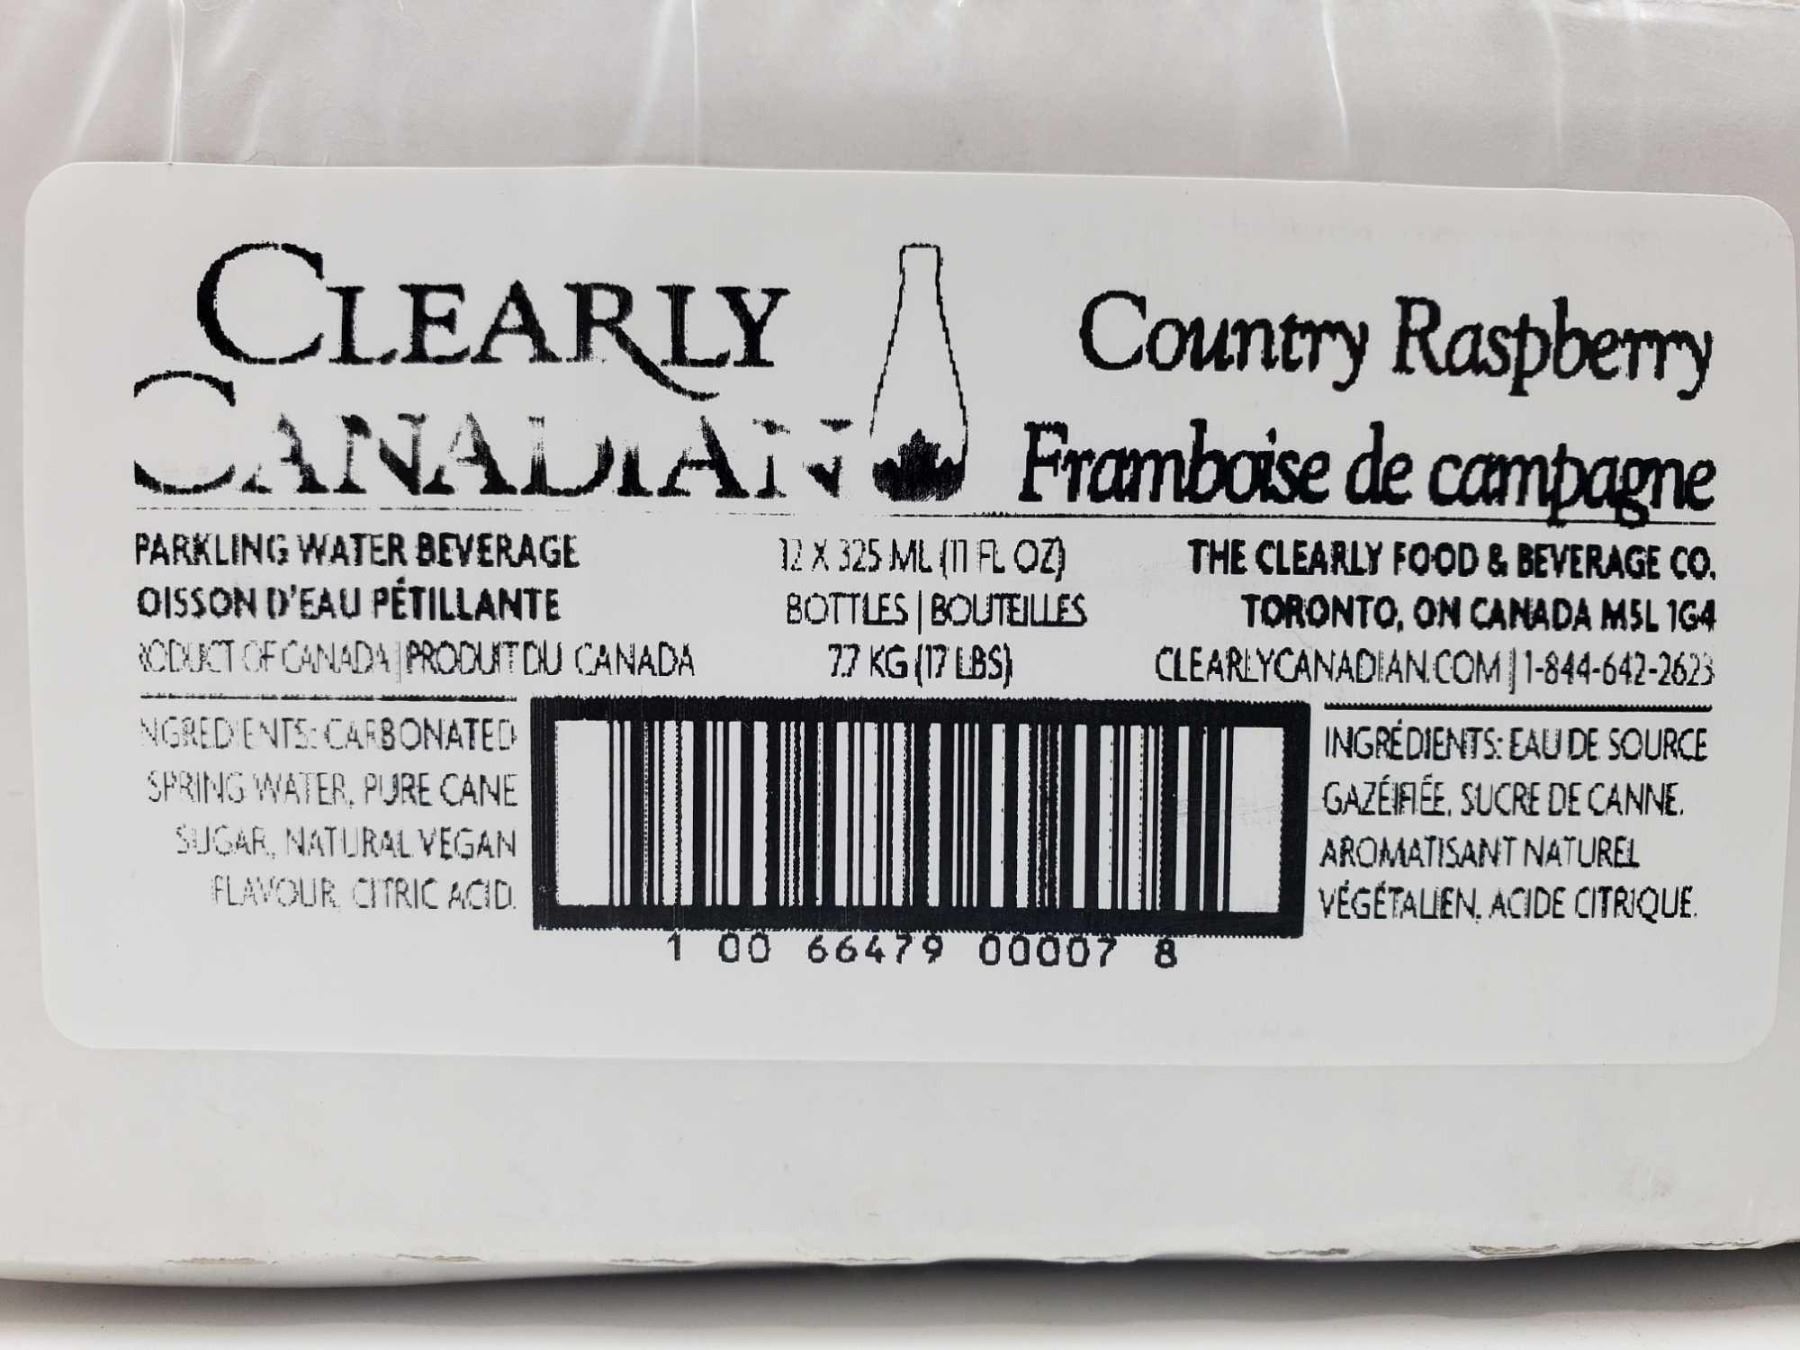 CLEARLY
CANADIAN
Country Raspberry
Framboise de campagne
PARKLING WATER BEVERAGE
OISSON D'EAU PÉTILLANTE
RODUCT OF CANADA | PRODUIT DU CANADA
12 X 325 ML (11 FL OZ)
BOTTLES | BOUTEILLES
7.7 KG (17 LBS)
THE CLEARLY FOOD & BEVERAGE CO.
TORONTO, ON CANADA M5L 1G4
CLEARLYCANADIAN.COM | 1-844-642-2623
NGREDIENTS: CARBONATED
SPRING WATER, PURE CANE
SUGAR, NATURAL VEGAN
FLAVOUR, CITRIC ACID.
1 00 66479 00007 8
INGRÉDIENTS: EAU DE SOURCE
GAZÉIFIÉE, SUCRE DE CANNE,
AROMATISANT NATUREL
VÉGÉTALIEN, ACIDE CITRIQUE.